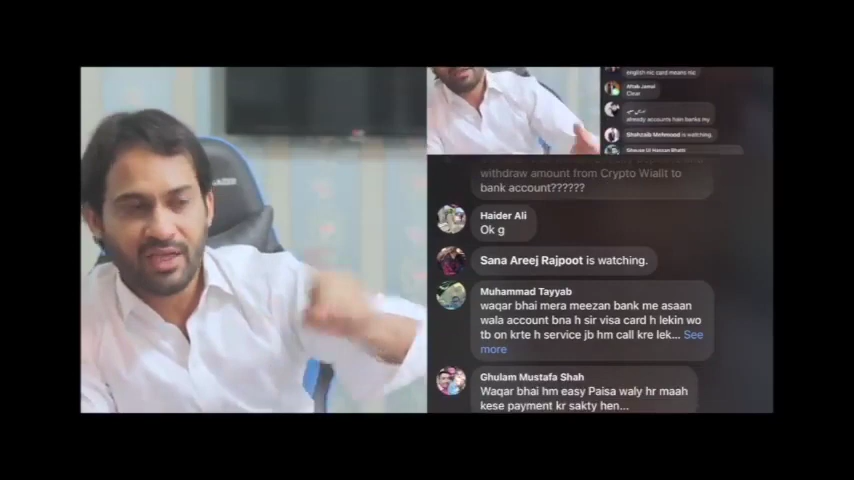 english nic card means nic
Aftab Jamal
Clear
already accounts hain banks my
Shahzaib Mehmood is watching.
withdraw amount from Crypto Wiallt to
bank account??????
Haider Ali
Ok g
Sana Areej Rajpoot is watching.
Muhammad Tayyab
waqar bhai mera meezan bank me asaan
wala account bna h sir visa card h lekin wo
tb on krte h service jb hm call kre lek... See
more
Ghulam Mustafa Shah
Waqar bhai hm easy Paisa waly hr maah
kese payment kr sakty hen...